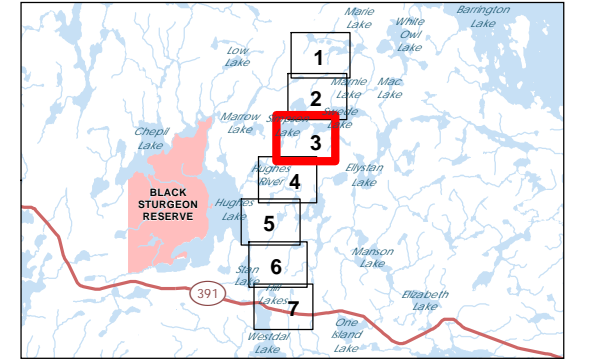 Marie
Lake
White
Owl
Lake
Barrington
Lake
Low
Lake
1
2
Marnie
Lake
Mac
Lake
Swede
Lake
Marrow
Lake
Simpson
Lake
3
Chepil
Lake
Hughes
River
4
Ellystan
Lake
BLACK
STURGEON
RESERVE
Hughes
Lake
5
Manson
Lake
6
Stan
Lake
391
Hill
Lakes
7
Elizabeth
Lake
One
Island
Lake
Westdal
Lake